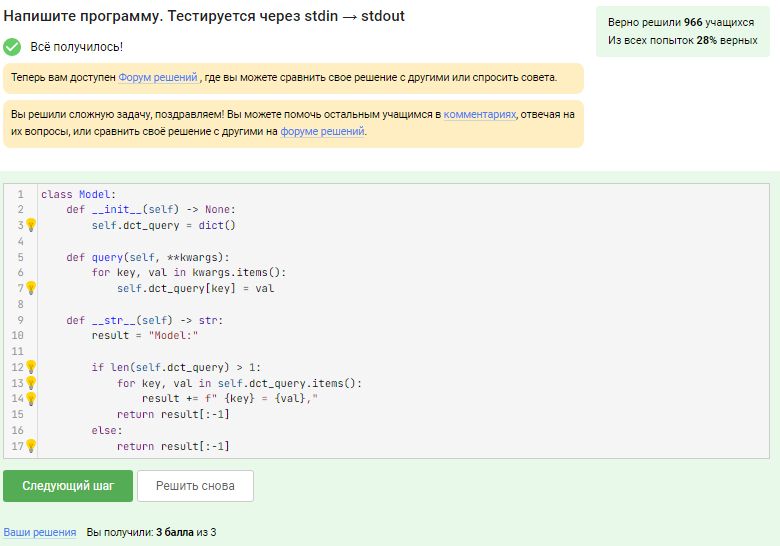 Напишите программу. Тестируется через stdin → stdout
Верно решили 966 учащихся
Из всех попыток 28% верных
Всё получилось!
Теперь вам доступен Форум решений , где вы можете сравнить свое решение с другими или спросить совета.
Вы решили сложную задачу, поздравляем! Вы можете помочь остальным учащимся в комментариях, отвечая на
их вопросы, или сравнить своё решение с другими на форуме решений.
1 class Model:
2     def __init__(self) -> None:
3         self.dct_query = dict()
4
5     def query(self, **kwargs):
6         for key, val in kwargs.items():
7             self.dct_query[key] = val
8
9     def __str__(self) -> str:
10         result = "Model:"
11
12         if len(self.dct_query) > 1:
13             for key, val in self.dct_query.items():
14                 result += f" {key} = {val},"
15             return result[:-1]
16         else:
17             return result[:-1]
Следующий шаг
Решить снова
Ваши решения Вы получили: 3 балла из 3